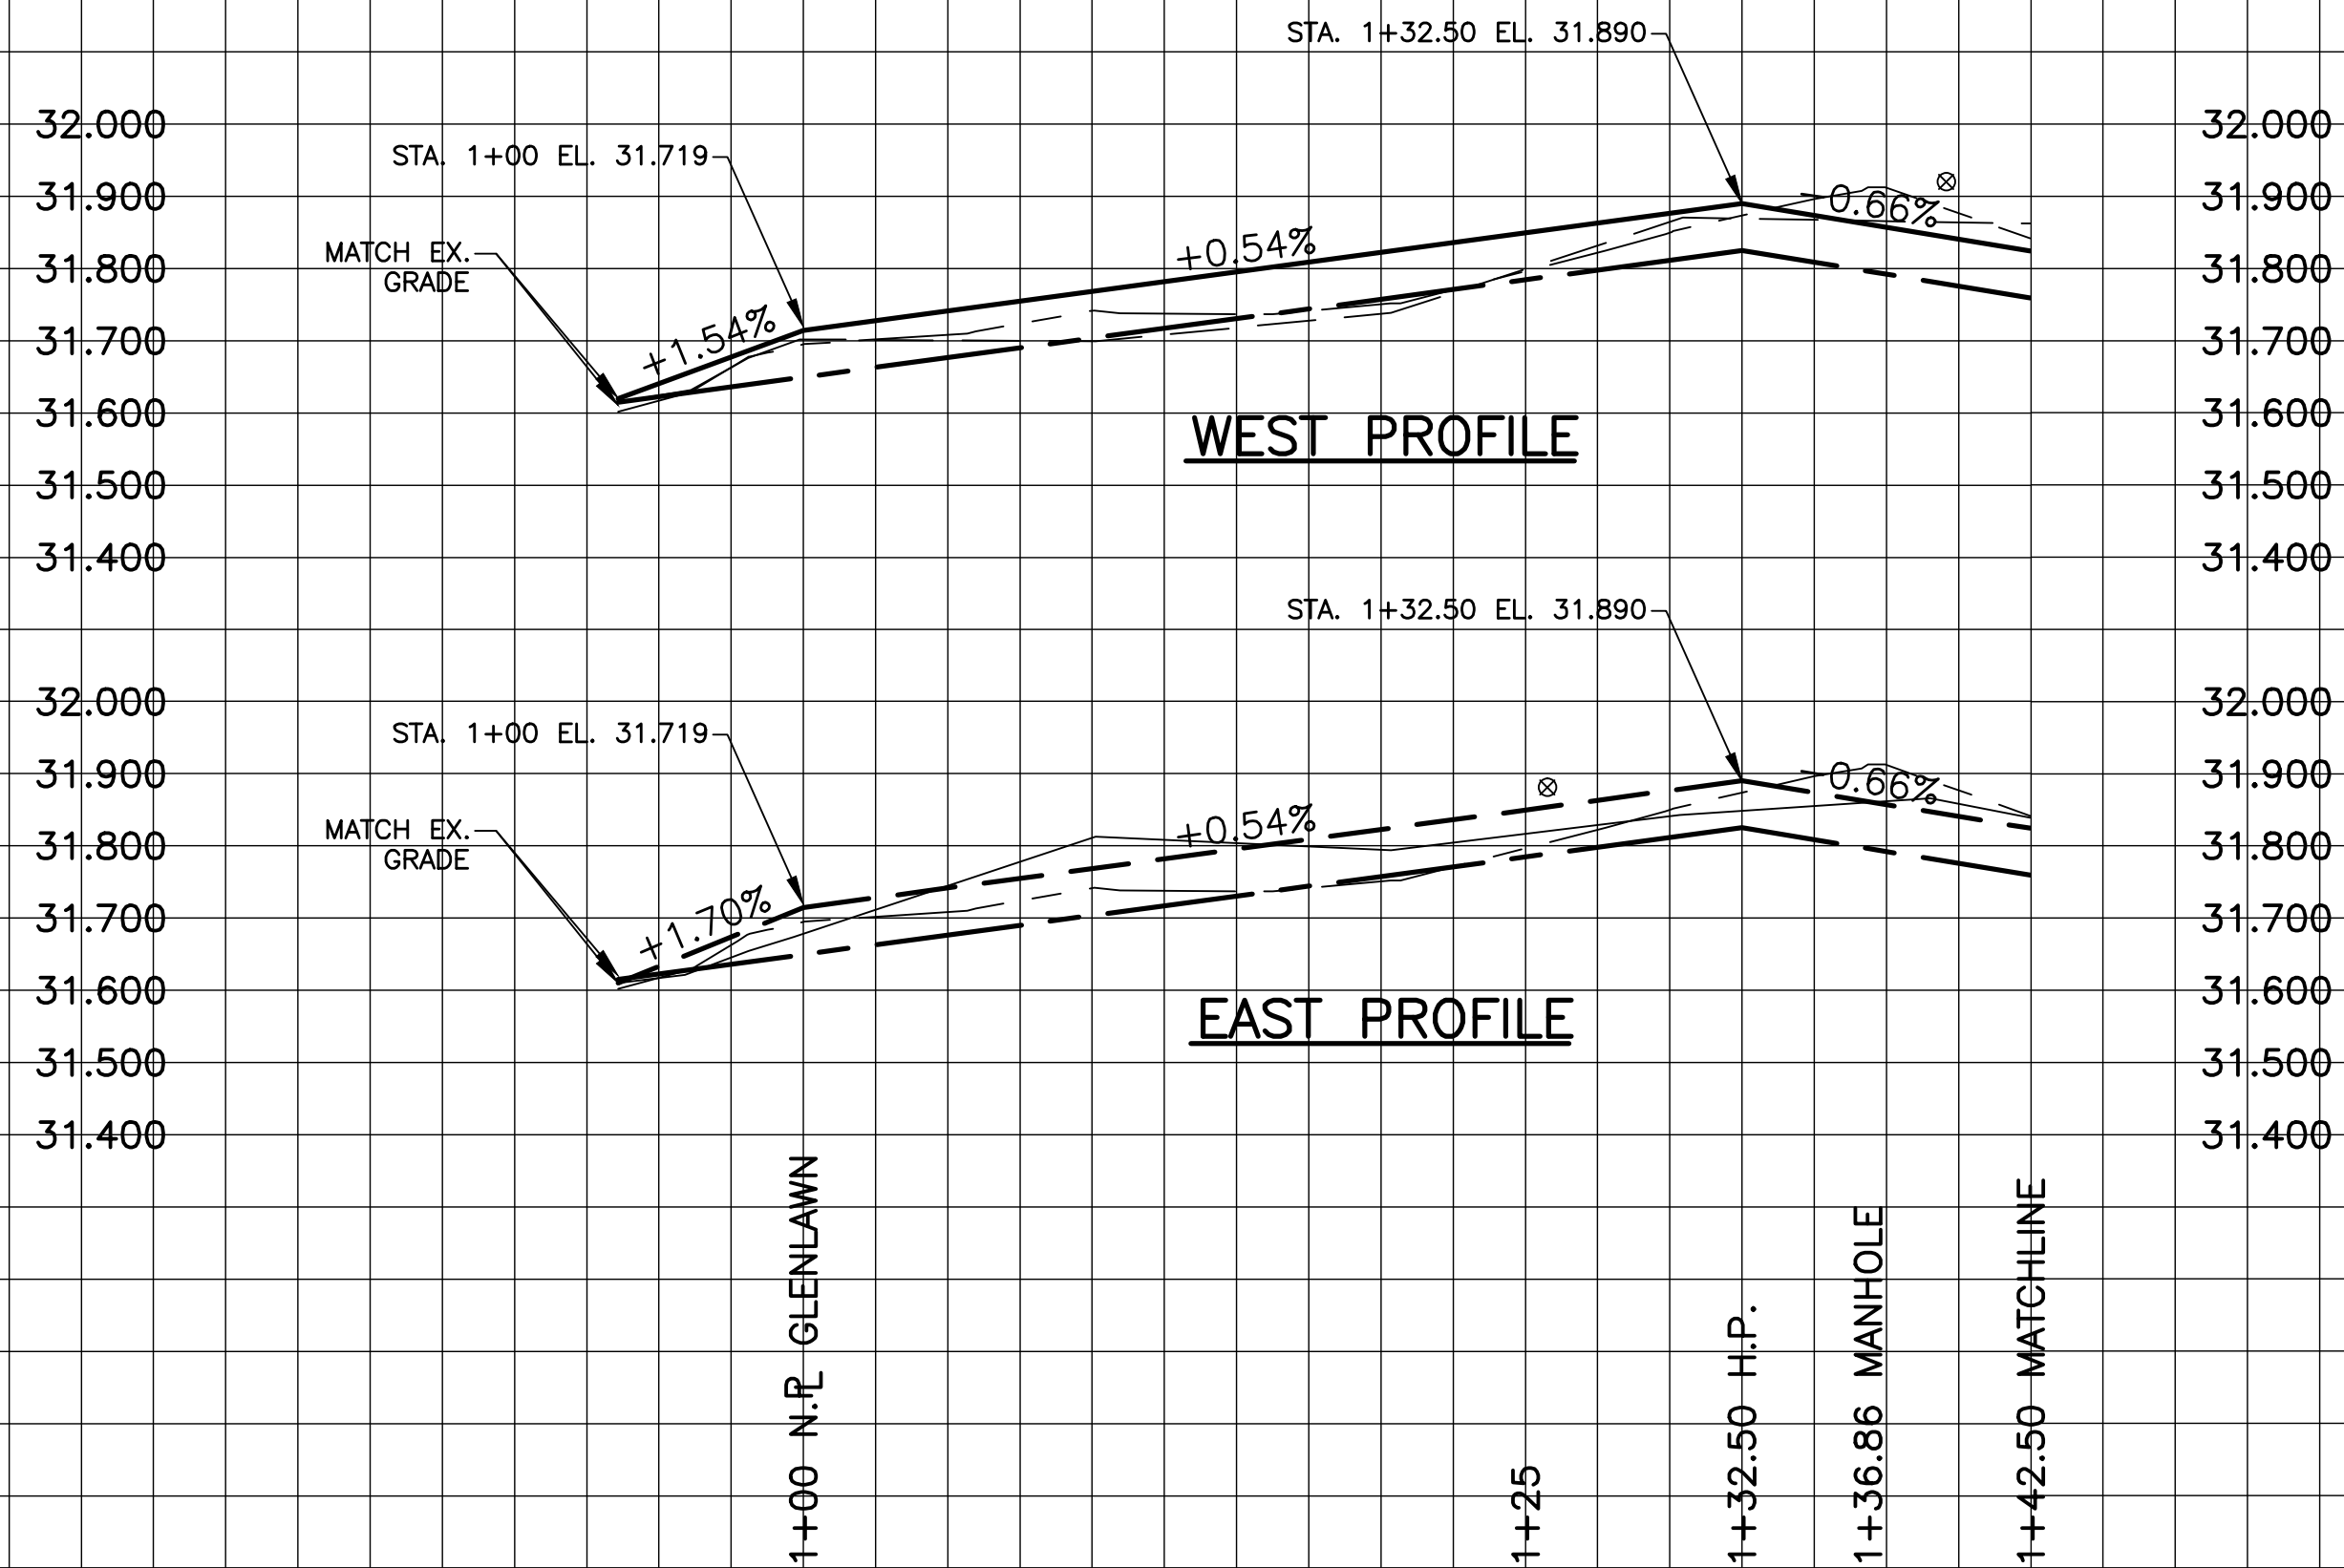 STA. 1+32.50 EL. 31.890
32.000 32.000
STA. 1+00 EL. 31.719
31.900 31.900
-0.66%
MATCH EX.
GRADE
+0.54%
31.800 31.800
+1.54%
31.700 31.700
31.600 31.600
WEST PROFILE
31.500 31.500
31.400 31.400
STA. 1+32.50 EL. 31.890
32.000 32.000
STA. 1+00 EL. 31.719
31.900 31.900
-0.66%
MATCH EX.
GRADE
+0.54%
31.800 31.800
+1.70%
31.700 31.700
31.600 31.600
EAST PROFILE
31.500 31.500
31.400 31.400
1+00 N.PL GLENLAWN
1+25
1+32.50 H.P.
1+36.86 MANHOLE
1+42.50 MATCHLINE